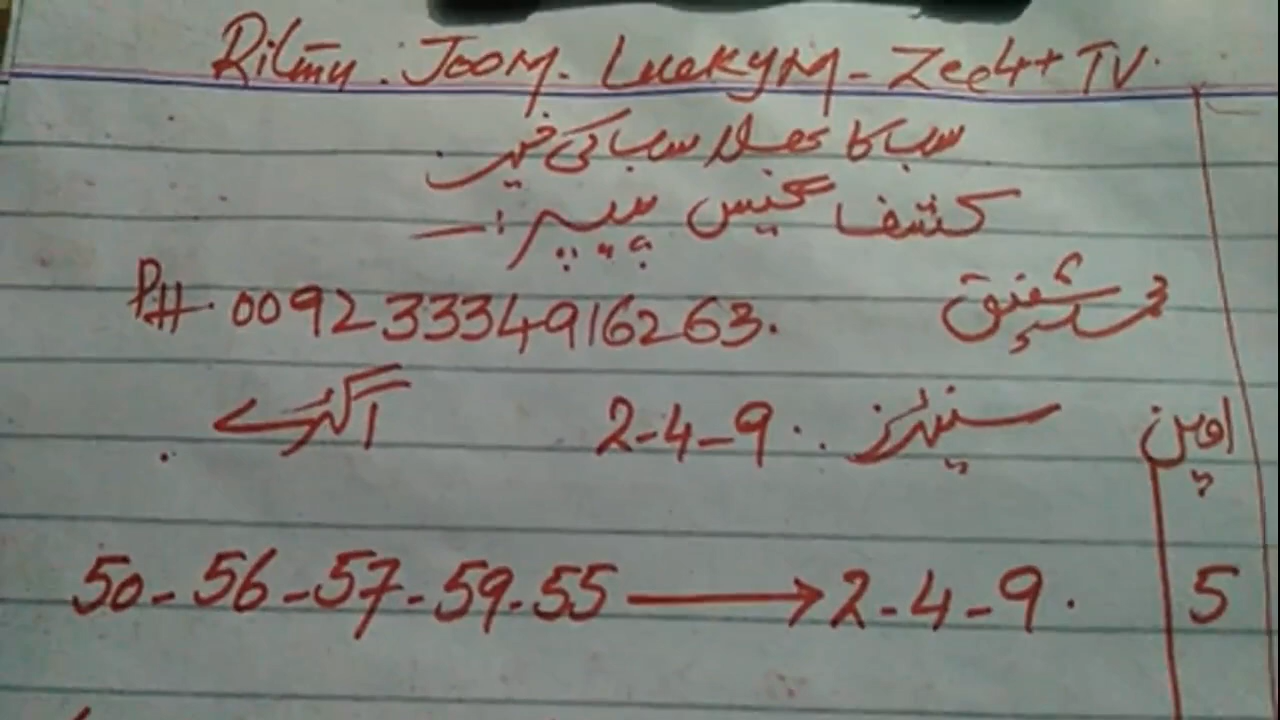 Rilmy. JooM. LuckyM - Zee4+ TV.
سب کا بھلا سب کی خیر
کشف گیس پیپر:
PH. 00923334916263. محمد شفیق
اوپن سینٹرز 2-4-9. آکڑے
50-56-57-59-55 → 2-4-9. 5